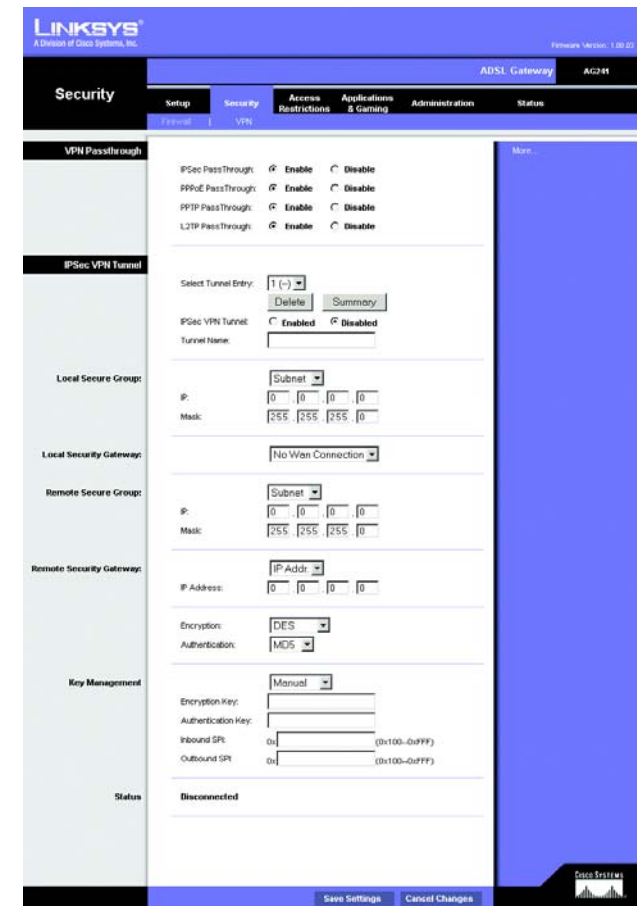 LINKSYS®
A Division of Cisco Systems, Inc.
Firmware Version: 1.00.03
ADSL Gateway AG241
Security
Setup Security Access Restrictions Applications & Gaming Administration Status
Firewall | VPN
VPN Passthrough
More...
IPSec PassThrough: Enable Disable
PPPoE PassThrough: Enable Disable
PPTP PassThrough: Enable Disable
L2TP PassThrough: Enable Disable
IPSec VPN Tunnel
Select Tunnel Entry: 1 (--)
Delete Summary
IPSec VPN Tunnel: Enabled Disabled
Tunnel Name:
Local Secure Group: Subnet
IP: 0 . 0 . 0 . 0
Mask: 255 . 255 . 255 . 0
Local Security Gateway: No Wan Connection
Remote Secure Group: Subnet
IP: 0 . 0 . 0 . 0
Mask: 255 . 255 . 255 . 0
Remote Security Gateway: IP Addr.
IP Address: 0 . 0 . 0 . 0
Encryption: DES
Authentication: MD5
Key Management Manual
Encryption Key:
Authentication Key:
Inbound SPI: 0x (0x100~0xFFF)
Outbound SPI: 0x (0x100~0xFFF)
Status Disconnected
Save Settings Cancel Changes
CISCO SYSTEMS